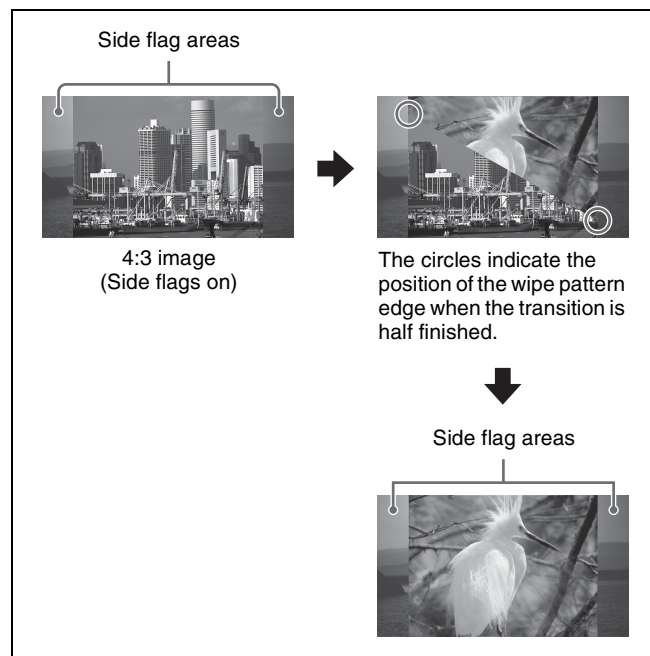 Side flag areas
4:3 image
(Side flags on)
The circles indicate the
position of the wipe pattern
edge when the transition is
half finished.
Side flag areas